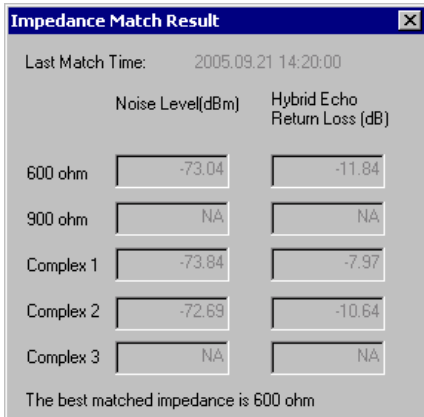 Impedance Match Result
Last Match Time: 2005.09.21 14:20:00
Noise Level(dBm) Hybrid Echo
Return Loss (dB)
600 ohm -73.04 -11.84
900 ohm NA NA
Complex 1 -73.84 -7.97
Complex 2 -72.69 -10.64
Complex 3 NA NA
The best matched impedance is 600 ohm